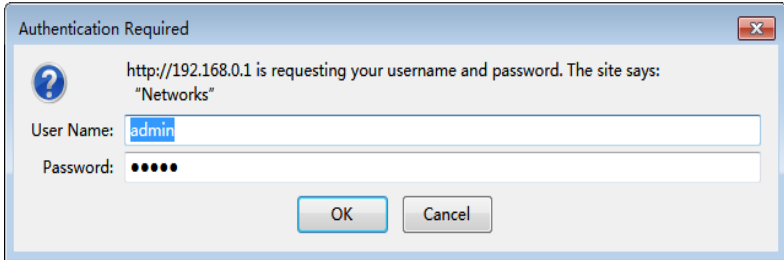 Authentication Required
http://192.168.0.1 is requesting your username and password. The site says:
"Networks"
User Name: admin
Password: •••••
OK Cancel